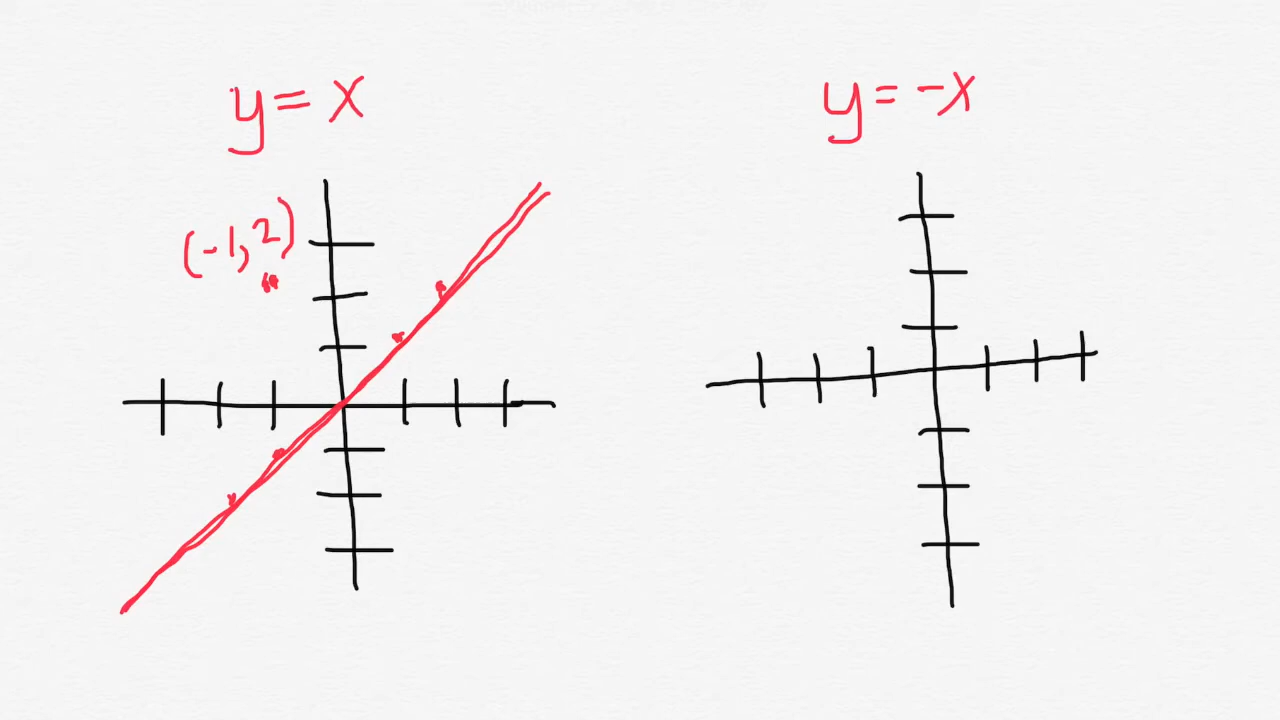 y = x
y = -x
(-1, 2)